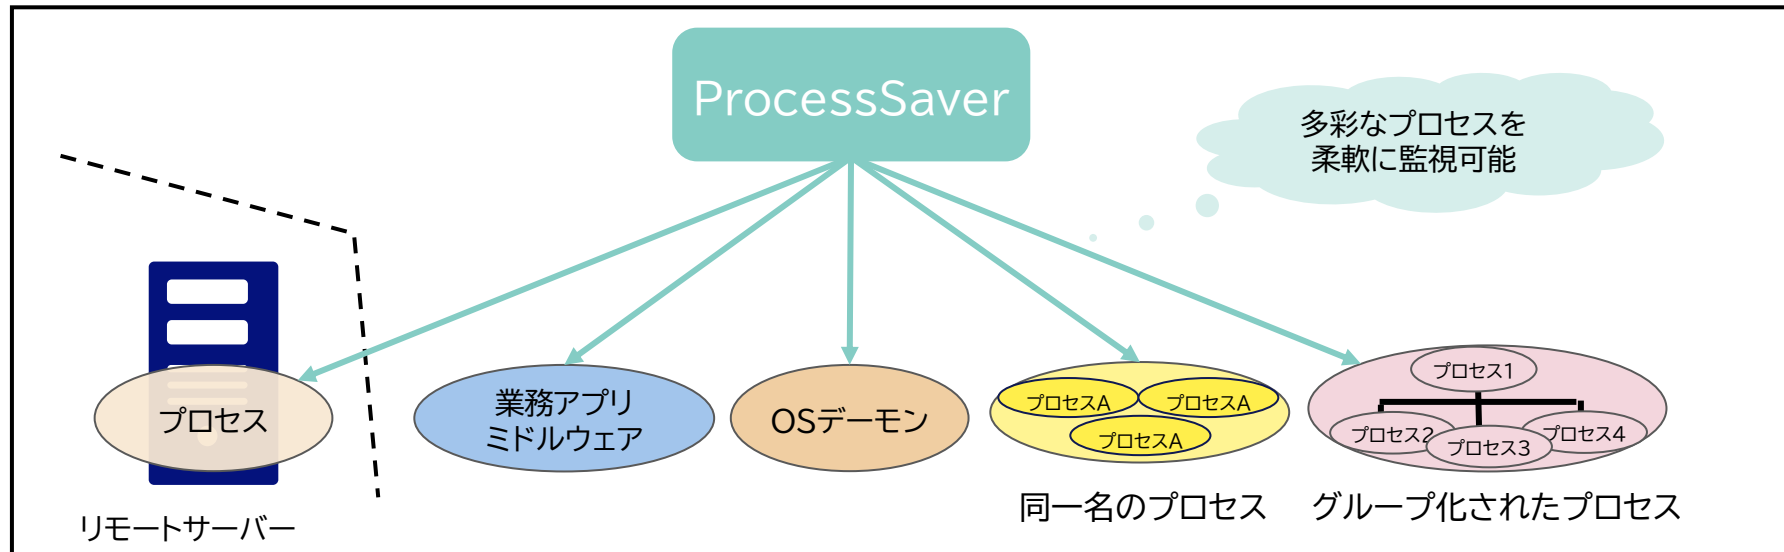 ProcessSaver
多彩なプロセスを
柔軟に監視可能
プロセス
リモートサーバー
業務アプリ
ミドルウェア
OSデーモン
プロセスA
プロセスA
プロセスA
同一名のプロセス
プロセス1
プロセス2
プロセス3
プロセス4
グループ化されたプロセス